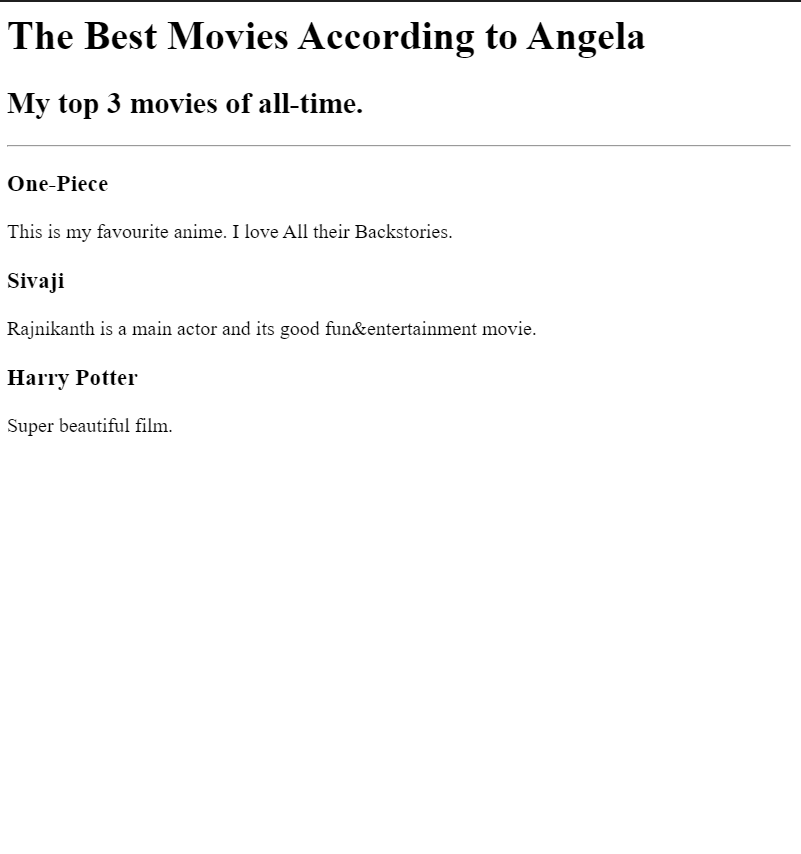 The Best Movies According to Angela
My top 3 movies of all-time.
One-Piece
This is my favourite anime. I love All their Backstories.
Sivaji
Rajnikanth is a main actor and its good fun&entertainment movie.
Harry Potter
Super beautiful film.